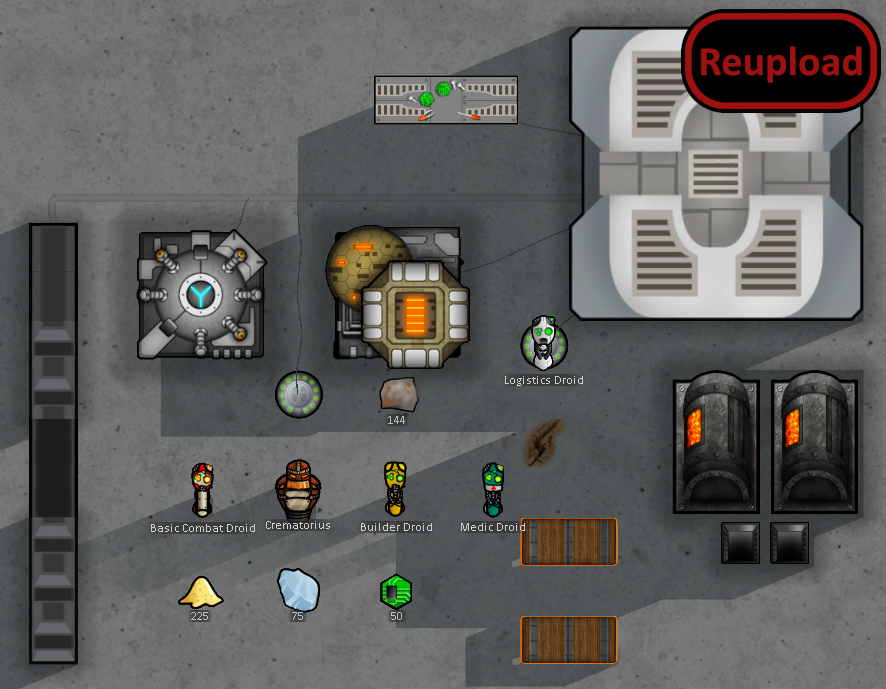 Reupload
Logistics Droid
144
Basic Combat Droid
Crematorius
Builder Droid
Medic Droid
225
75
50